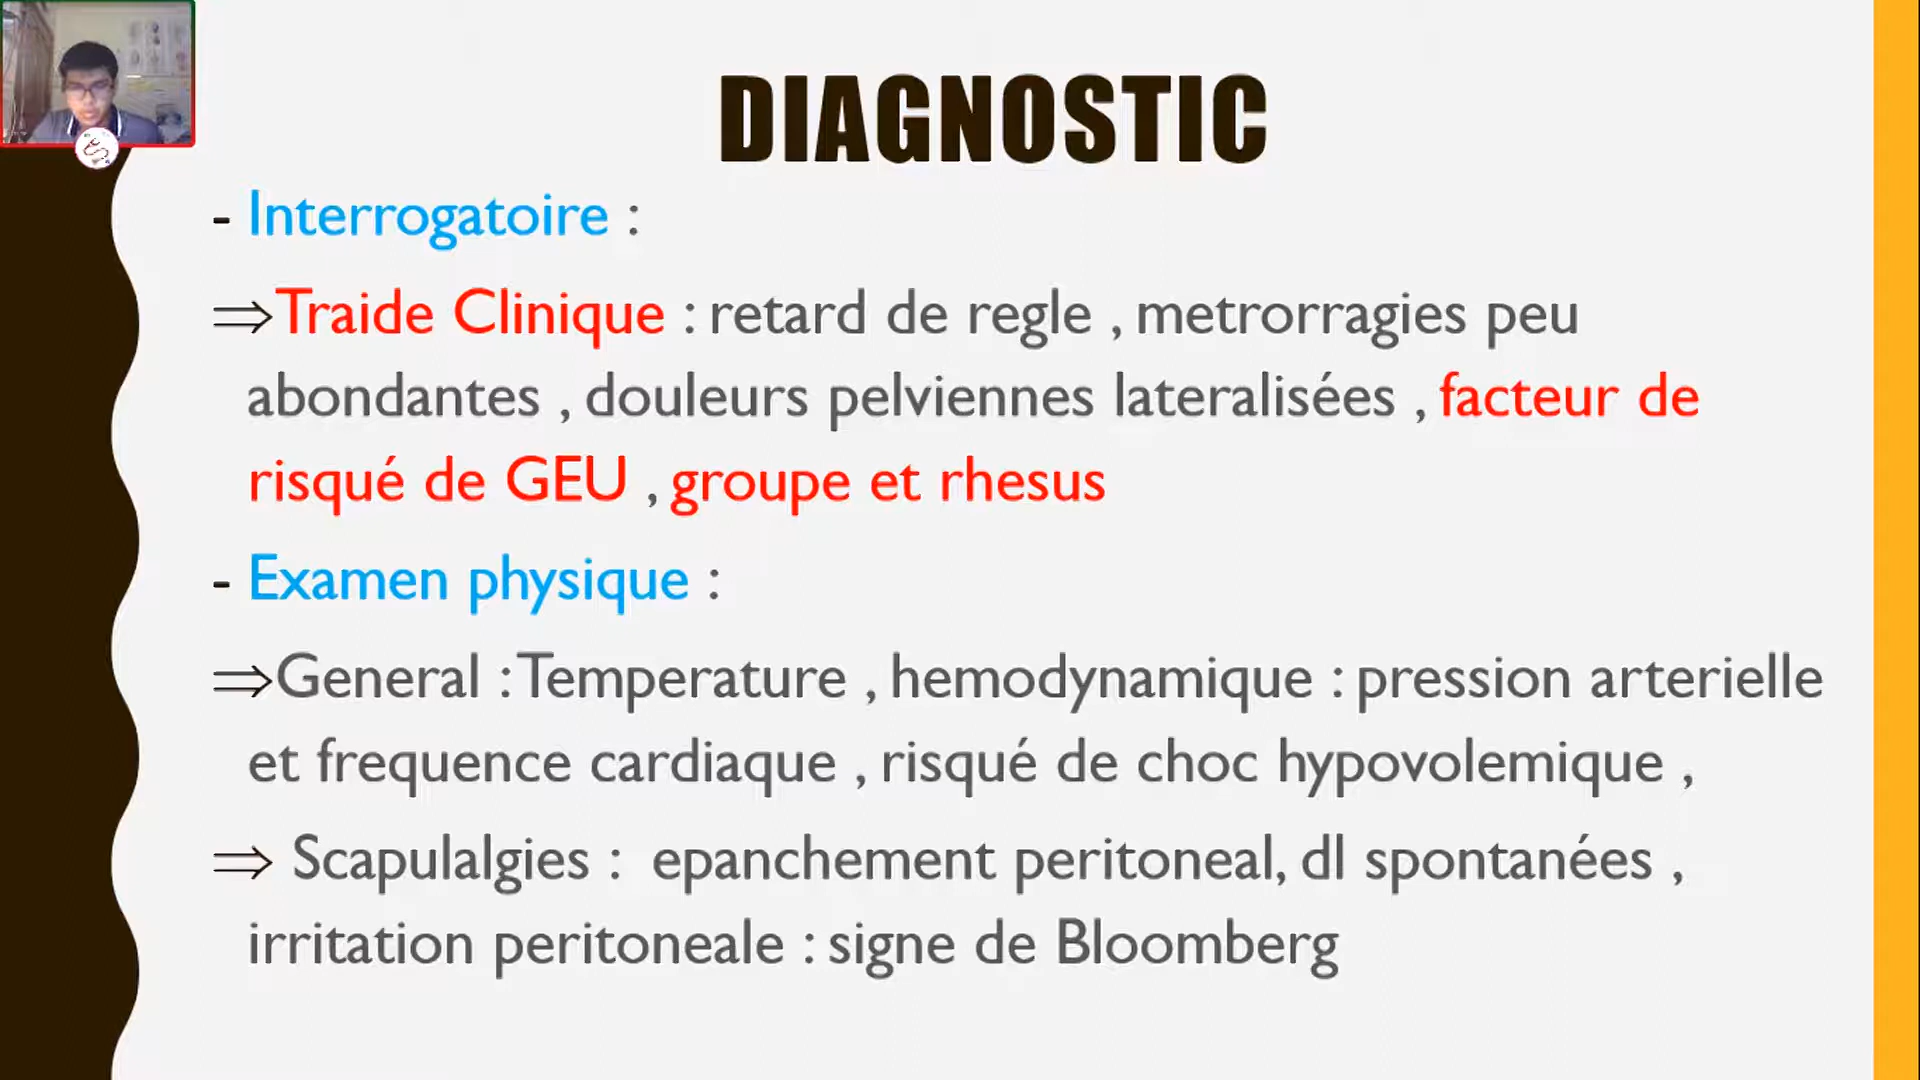 DIAGNOSTIC
- Interrogatoire :
⇒Traide Clinique : retard de regle , metrorragies peu
abondantes , douleurs pelviennes lateralisées , facteur de
risqué de GEU , groupe et rhesus
- Examen physique :
⇒General : Temperature , hemodynamique : pression arterielle
et frequence cardiaque , risqué de choc hypovolemique ,
⇒ Scapulalgies : epanchement peritoneal, dl spontanées ,
irritation peritoneale : signe de Bloomberg